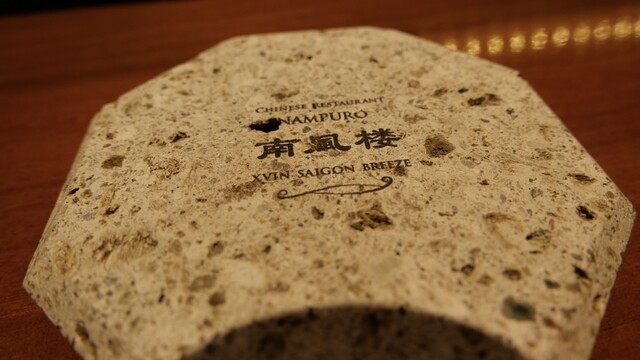 CHINESE RESTAURANT
NAMPURO
南風楼
XVIN SAIGON BREEZE